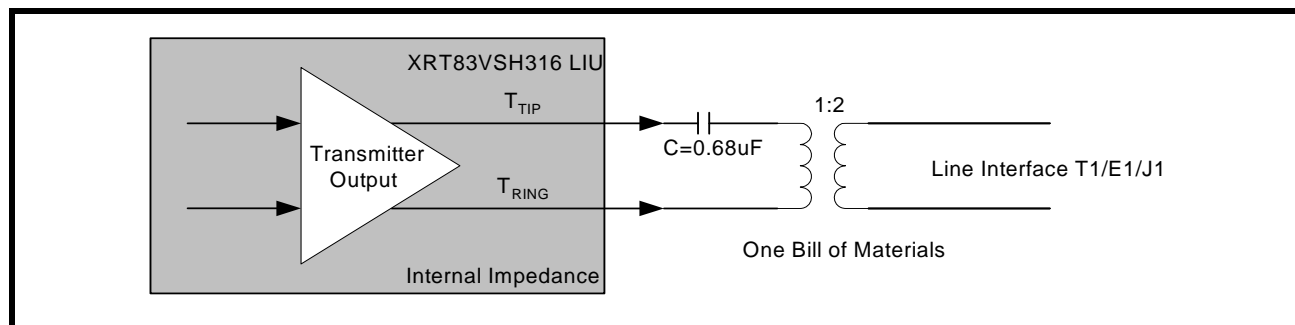 XRT83VSH316 LIU
TTIP
1:2
C=0.68uF
Transmitter
Output
Line Interface T1/E1/J1
TRING
One Bill of Materials
Internal Impedance